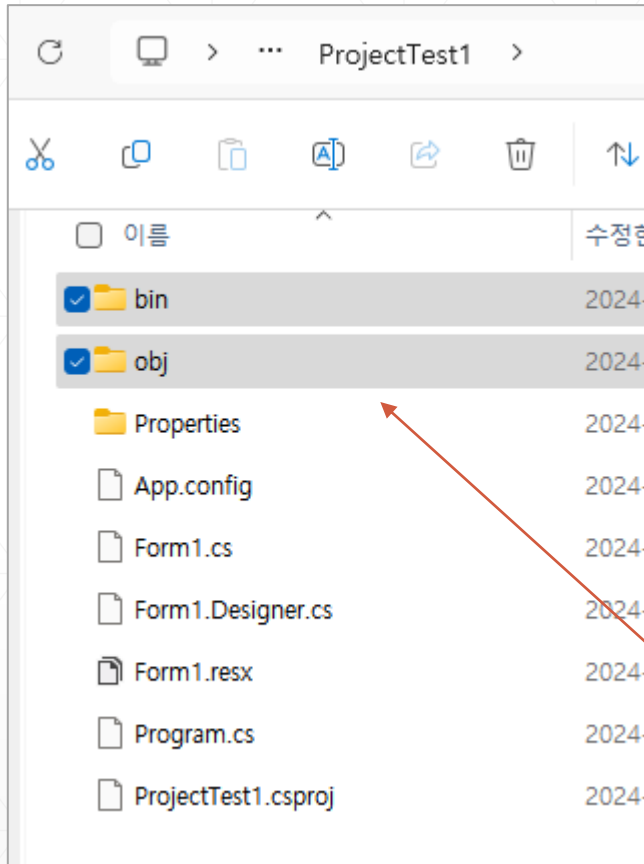 ProjectTest1
이름 수정한
bin 2024-
obj 2024-
Properties 2024-
App.config 2024-
Form1.cs 2024-
Form1.Designer.cs 2024-
Form1.resx 2024-
Program.cs 2024-
ProjectTest1.csproj 2024-